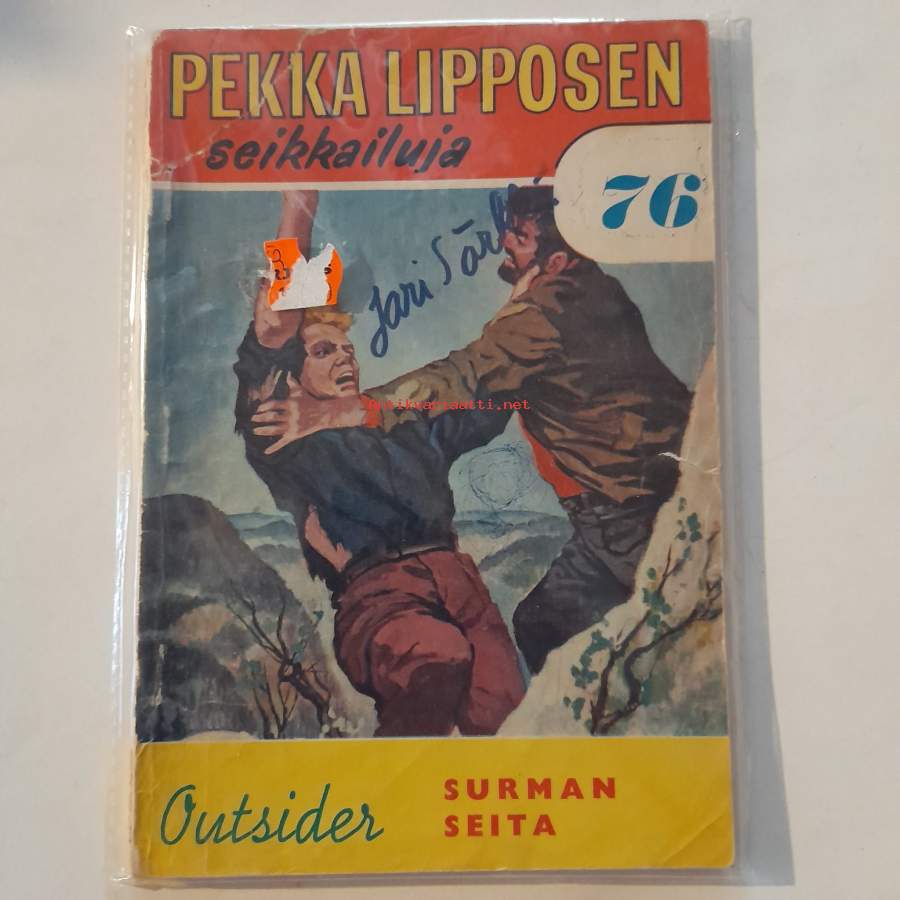 PEKKA LIPPOSEN
seikkailuja
76
Jari
Antikvariaatti.net
Outsider
SURMAN
SEITA